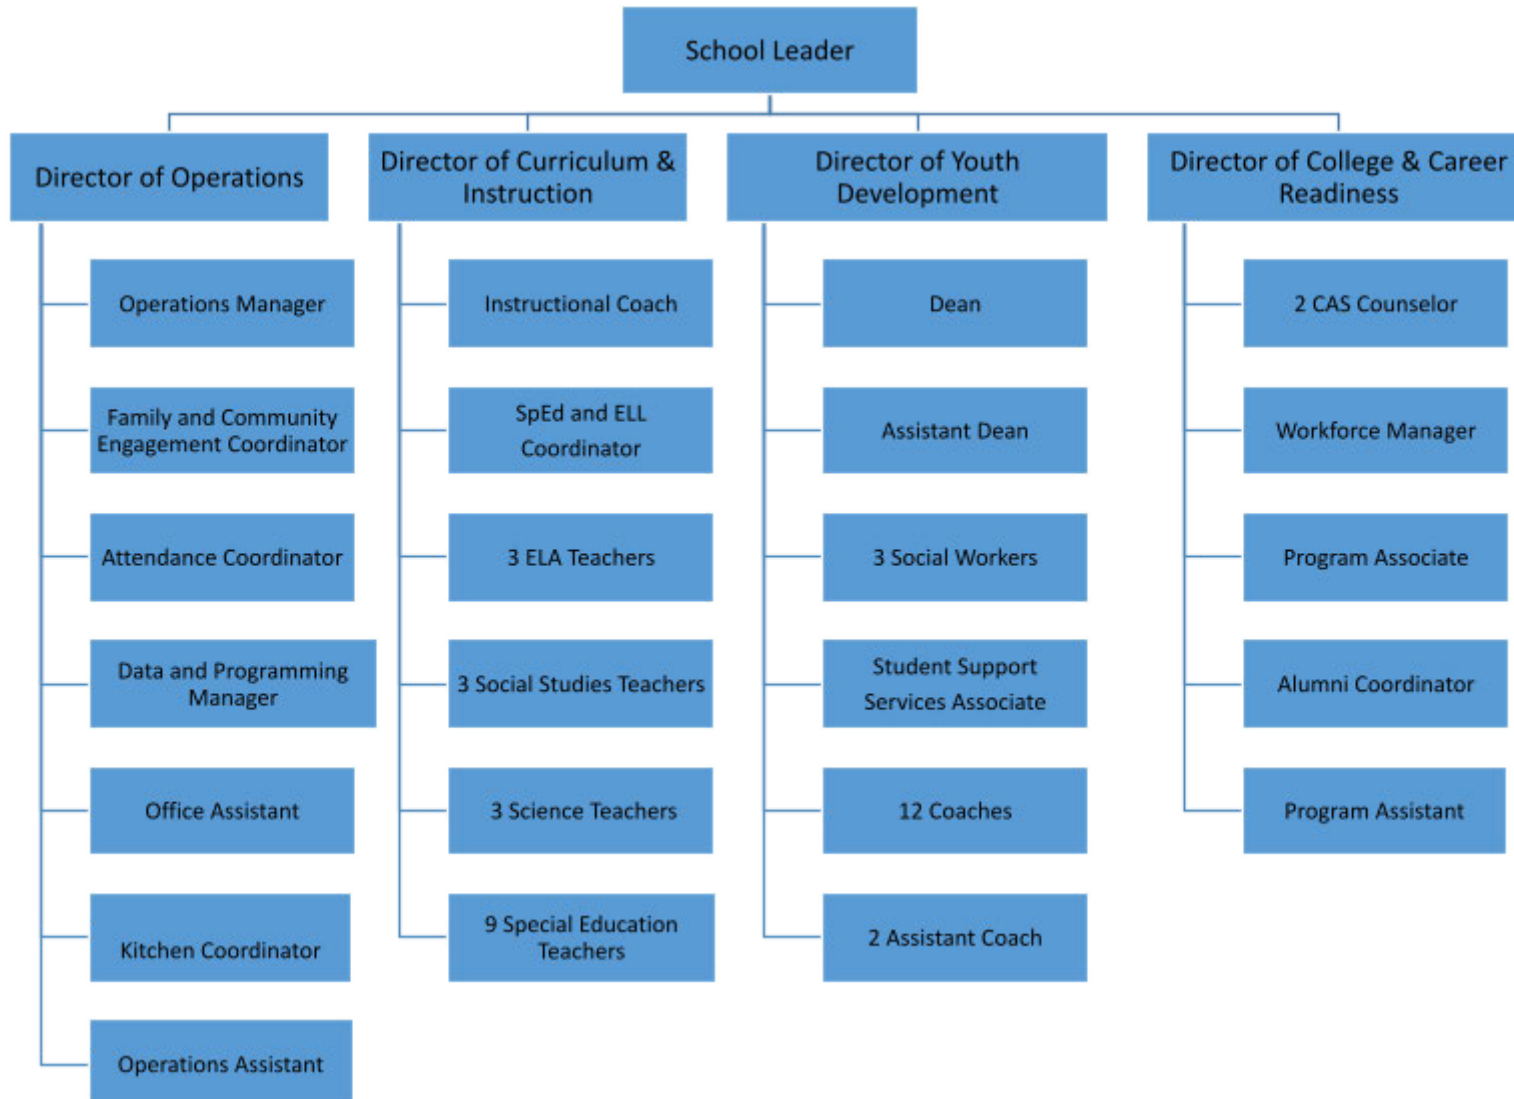 School Leader
Director of Operations
Director of Curriculum &
Instruction
Director of Youth
Development
Director of College & Career
Readiness
Operations Manager
Family and Community
Engagement Coordinator
Attendance Coordinator
Data and Programming
Manager
Office Assistant
Kitchen Coordinator
Operations Assistant
Instructional Coach
SpEd and ELL
Coordinator
3 ELA Teachers
3 Social Studies Teachers
3 Science Teachers
9 Special Education
Teachers
Dean
Assistant Dean
3 Social Workers
Student Support
Services Associate
12 Coaches
2 Assistant Coach
2 CAS Counselor
Workforce Manager
Program Associate
Alumni Coordinator
Program Assistant